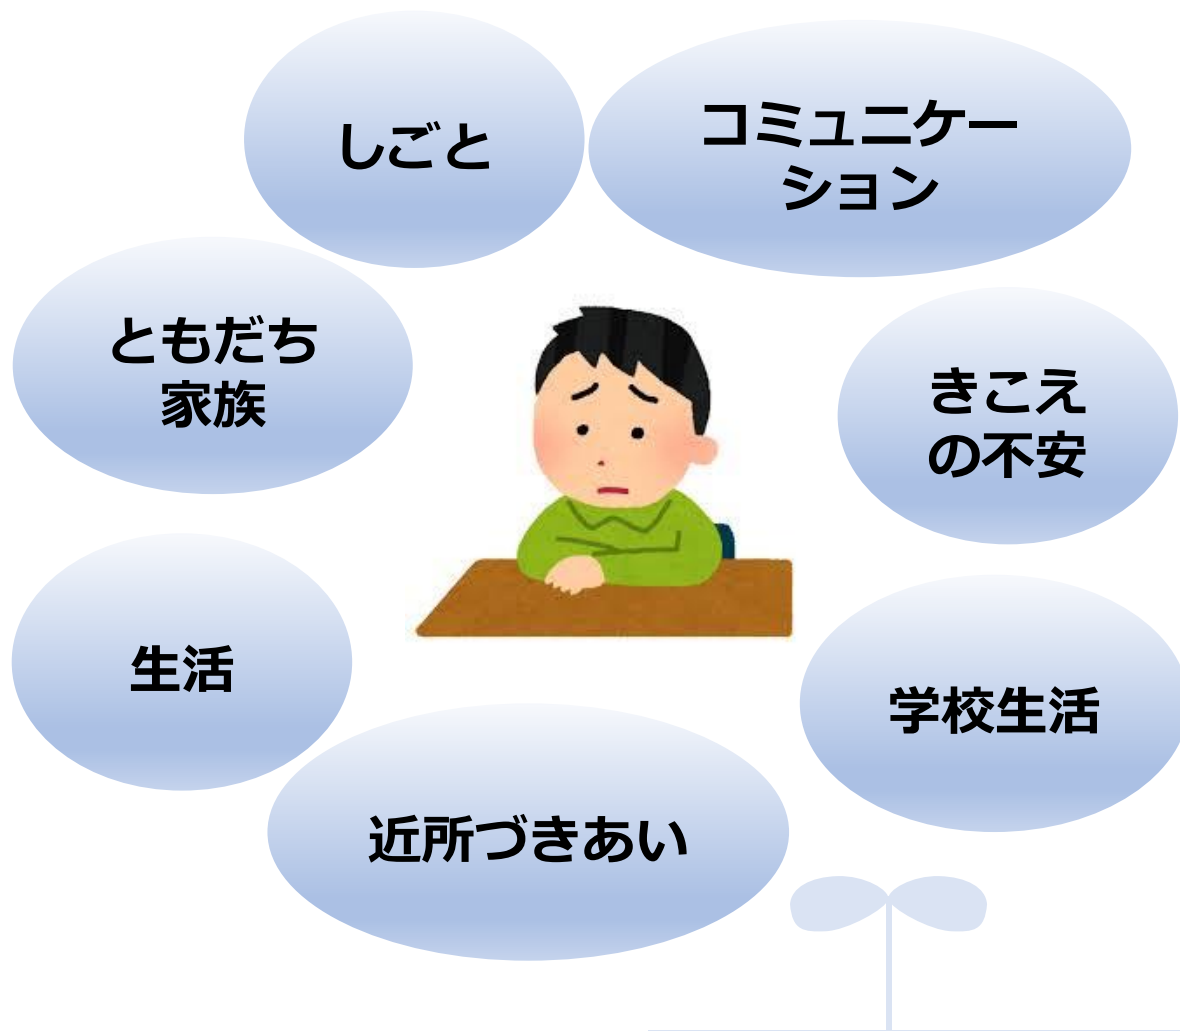 しごと
コミュニケー
ション
ともだち
家族
きこえ
の不安
生活
学校生活
近所づきあい